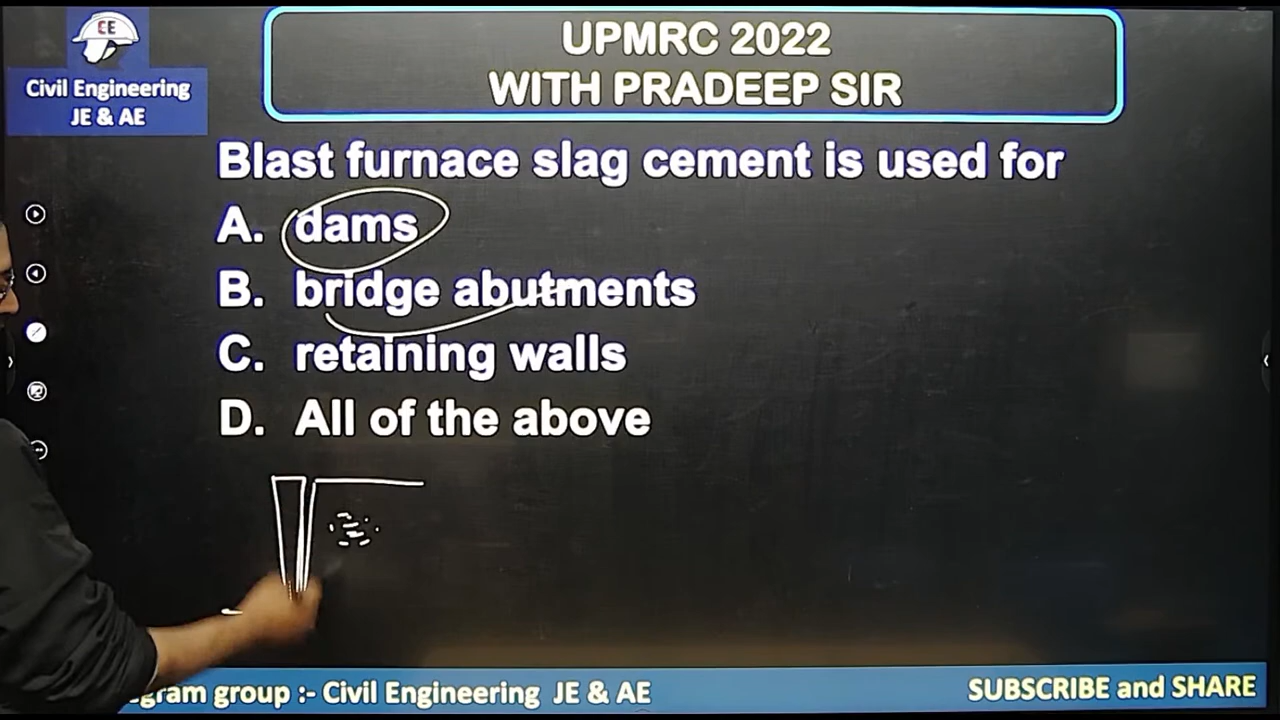 CE
Civil Engineering
JE & AE
UPMRC 2022
WITH PRADEEP SIR
Blast furnace slag cement is used for
A. dams
B. bridge abutments
C. retaining walls
D. All of the above
group :- Civil Engineering JE & AE
SUBSCRIBE and SHARE